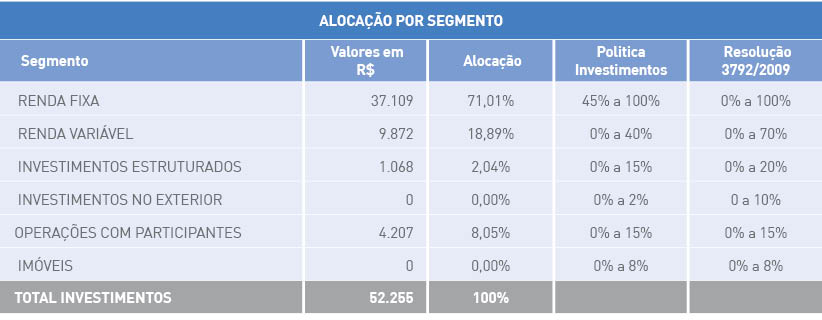 ALOCAÇÃO POR SEGMENTO
Segmento Valores em R$ Alocação Politica Investimentos Resolução 3792/2009
RENDA FIXA 37.109 71,01% 45% a 100% 0% a 100%
RENDA VARIÁVEL 9.872 18,89% 0% a 40% 0% a 70%
INVESTIMENTOS ESTRUTURADOS 1.068 2,04% 0% a 15% 0% a 20%
INVESTIMENTOS NO EXTERIOR 0 0,00% 0% a 2% 0 a 10%
OPERAÇÕES COM PARTICIPANTES 4.207 8,05% 0% a 15% 0% a 15%
IMÓVEIS 0 0,00% 0% a 8% 0% a 8%
TOTAL INVESTIMENTOS 52.255 100%